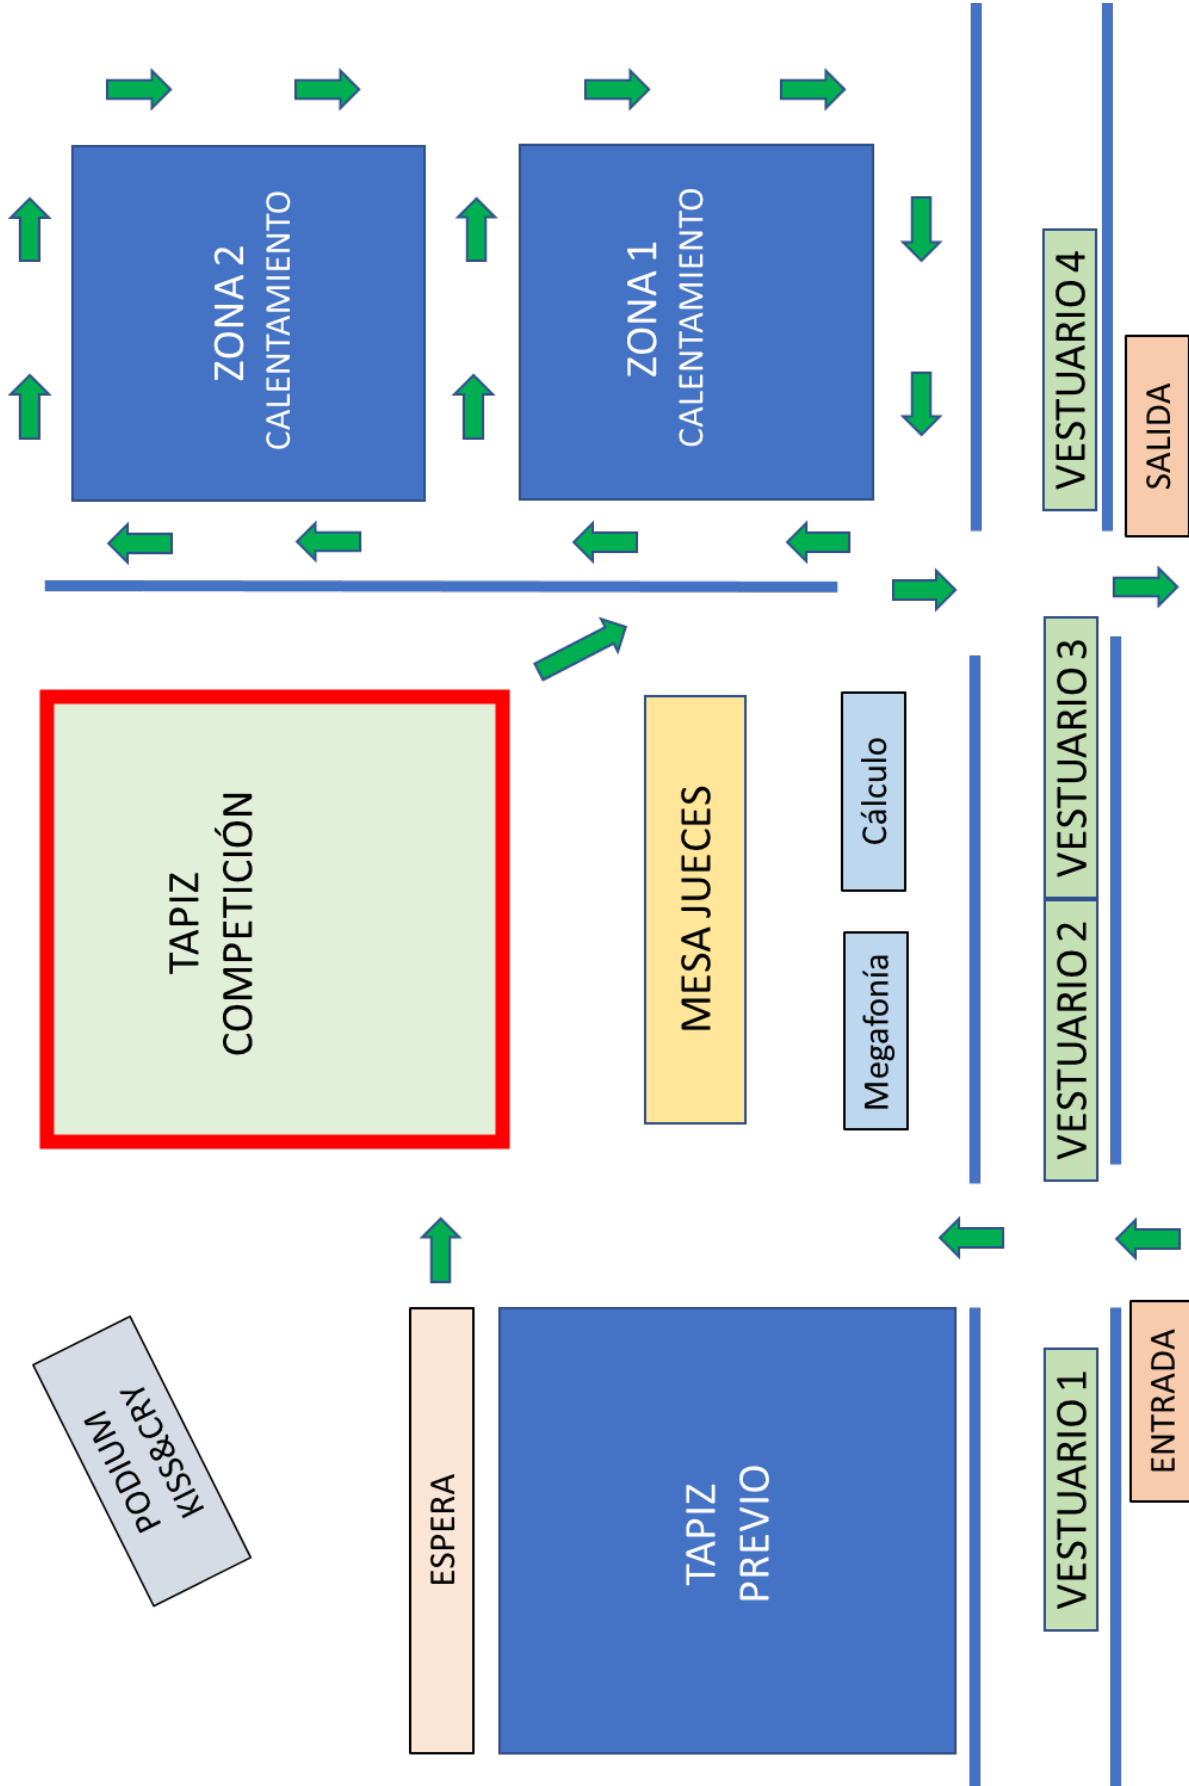 PODIUM
KISS&CRY
TAPIZ
COMPETICIÓN
ZONA 2
CALENTAMIENTO
ESPERA
MESA JUECES
ZONA 1
CALENTAMIENTO
TAPIZ
PREVIO
Megafonía
Cálculo
VESTUARIO 1
VESTUARIO 2
VESTUARIO 3
VESTUARIO 4
ENTRADA
SALIDA